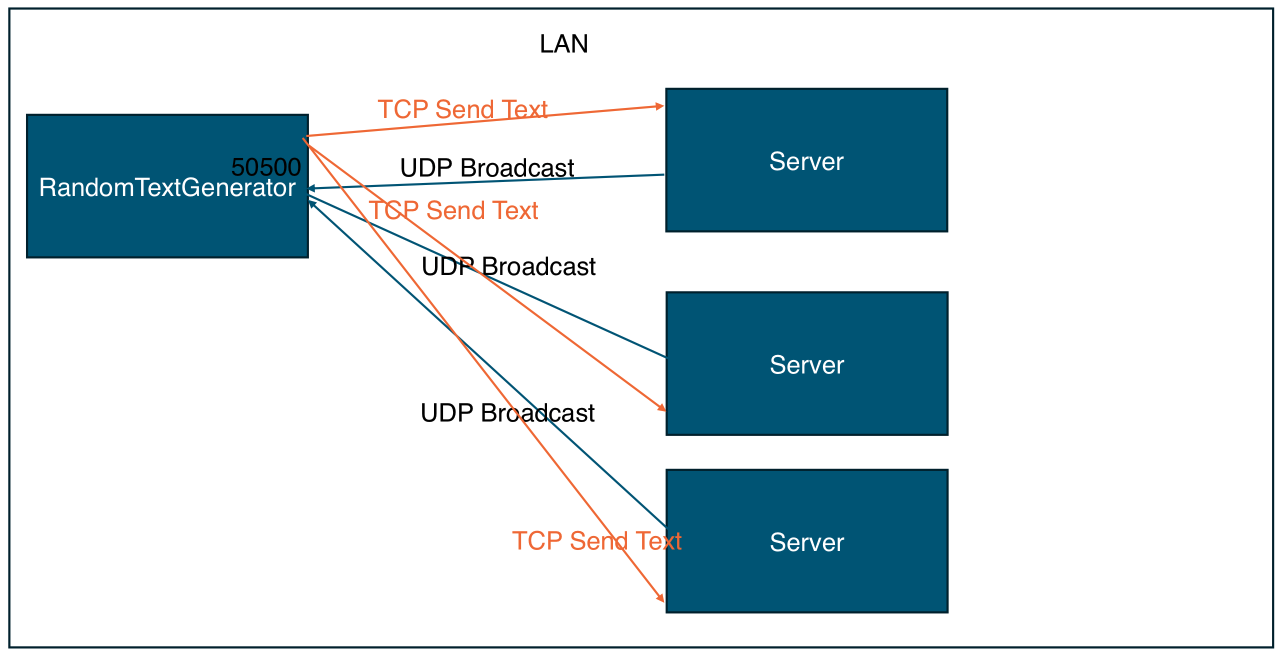 LAN
TCP Send Text
50500
RandomTextGenerator
UDP Broadcast
Server
TCP Send Text
UDP Broadcast
Server
UDP Broadcast
TCP Send Text
Server